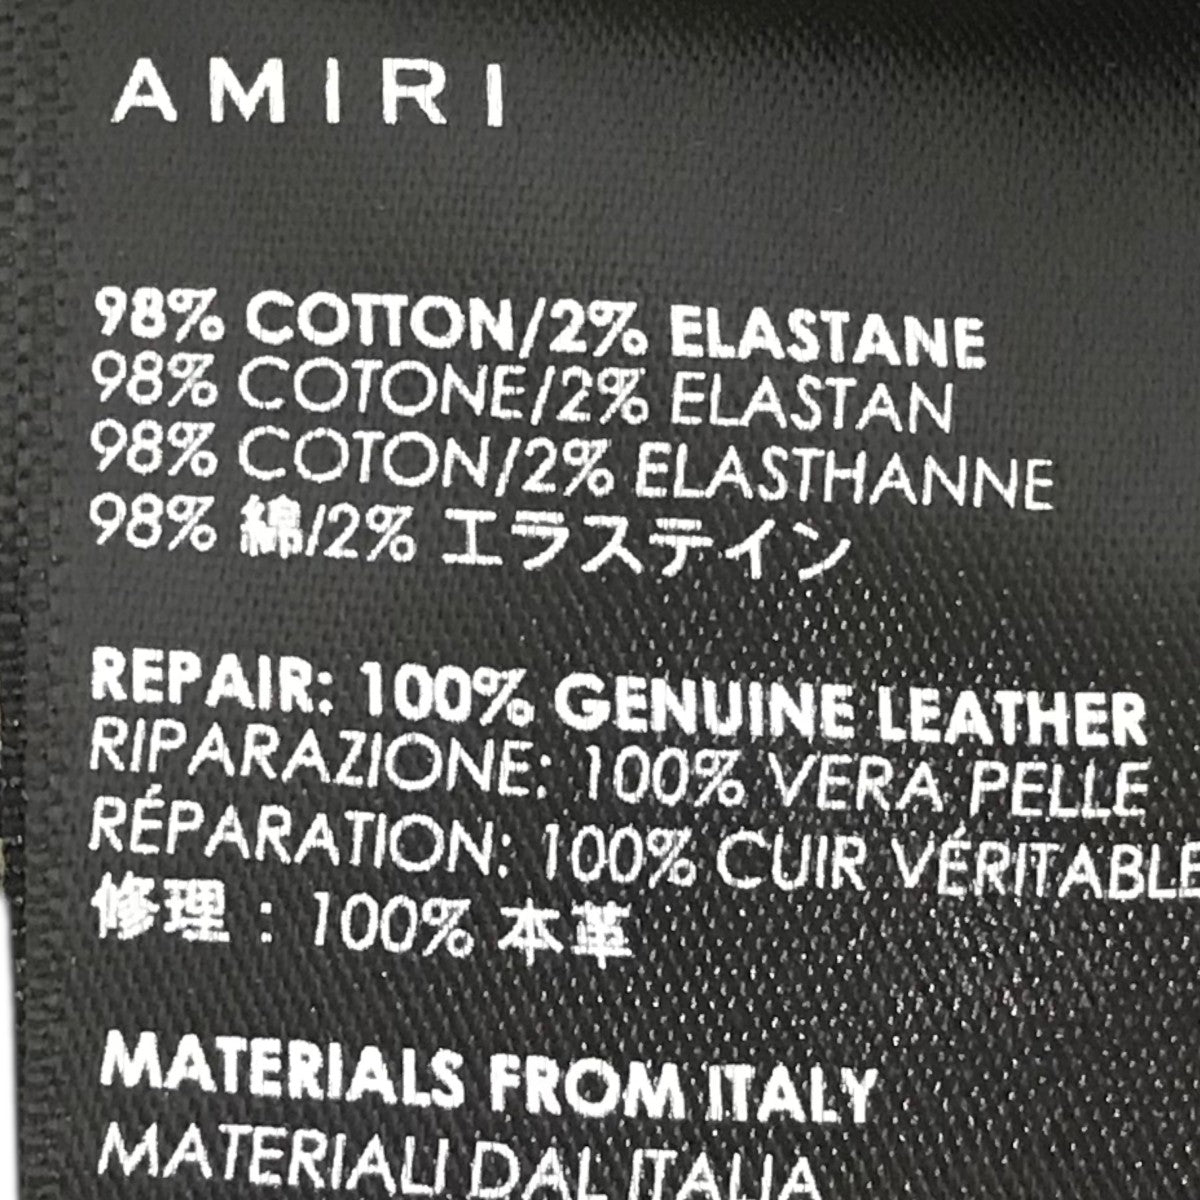 AMIRI
98% COTTON/2% ELASTANE
98% COTONE/2% ELASTAN
98% COTON/2% ELASTHANNE
98% 綿/2% エラステイン
REPAIR: 100% GENUINE LEATHER
RIPARAZIONE: 100% VERA PELLE
RÉPARATION: 100% CUIR VÉRITABLE
修理 : 100% 本革
MATERIALS FROM ITALY
MATERIALI DAL ITALIA